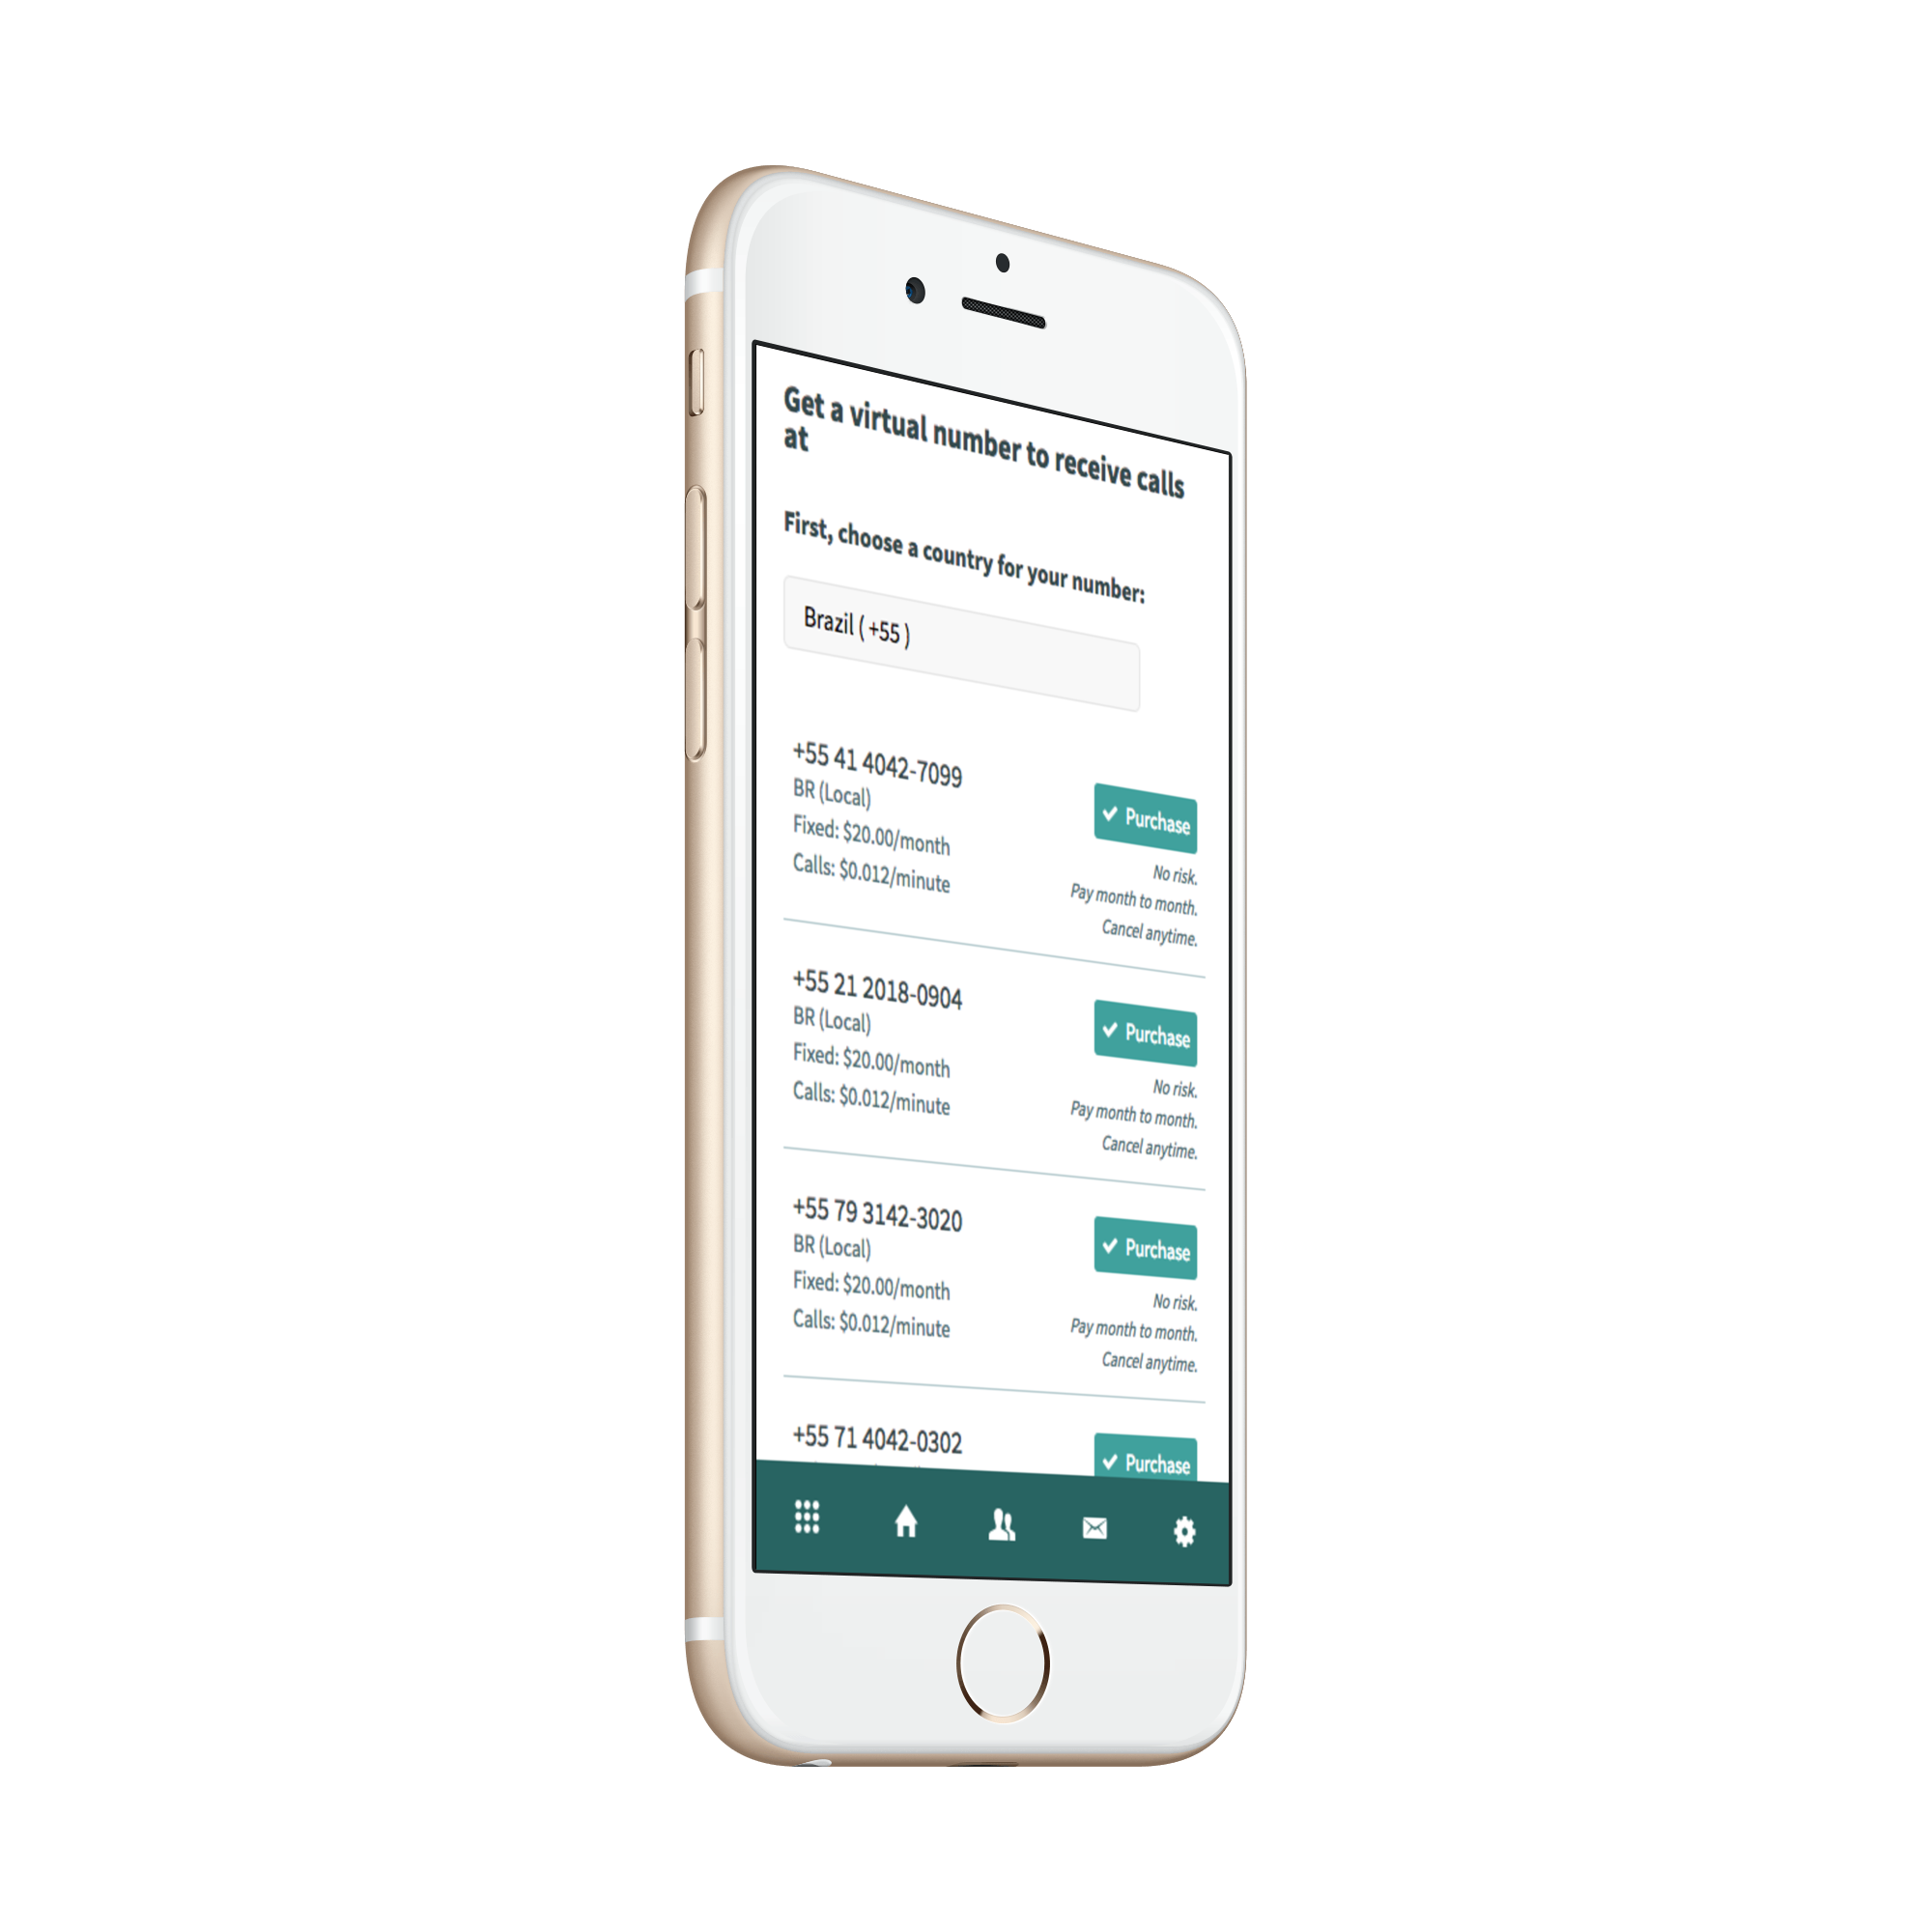 Get a virtual number to receive calls
at
First, choose a country for your number:
Brazil ( +55 )
+55 41 4042-7099
BR (Local)
Fixed: $20.00/month
Calls: $0.012/minute
Purchase
No risk.
Pay month to month.
Cancel anytime.
+55 21 2018-0904
BR (Local)
Fixed: $20.00/month
Calls: $0.012/minute
Purchase
No risk.
Pay month to month.
Cancel anytime.
+55 79 3142-3020
BR (Local)
Fixed: $20.00/month
Calls: $0.012/minute
Purchase
No risk.
Pay month to month.
Cancel anytime.
+55 71 4042-0302
Purchase